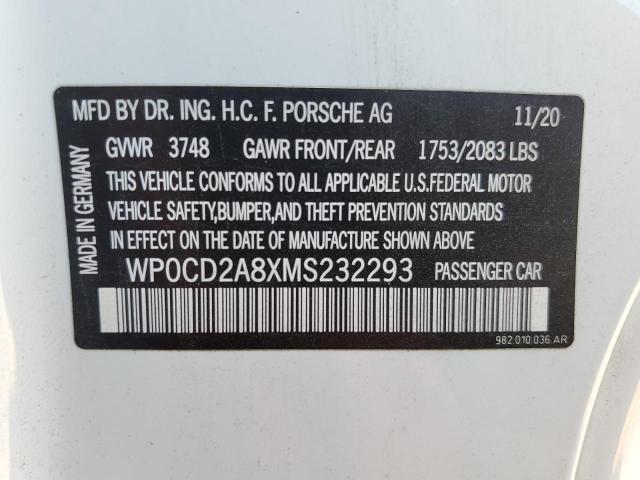 MFD BY DR. ING. H.C. F. PORSCHE AG 11/20
GVWR 3748 GAWR FRONT/REAR 1753/2083 LBS
THIS VEHICLE CONFORMS TO ALL APPLICABLE U.S.FEDERAL MOTOR
VEHICLE SAFETY,BUMPER,AND THEFT PREVENTION STANDARDS
IN EFFECT ON DATE OF MANUFACTURE SHOWN ABOVE
WP0CD2A8XMS232293 PASSENGER CAR
982.010.036.AR
MADE IN GERMANY